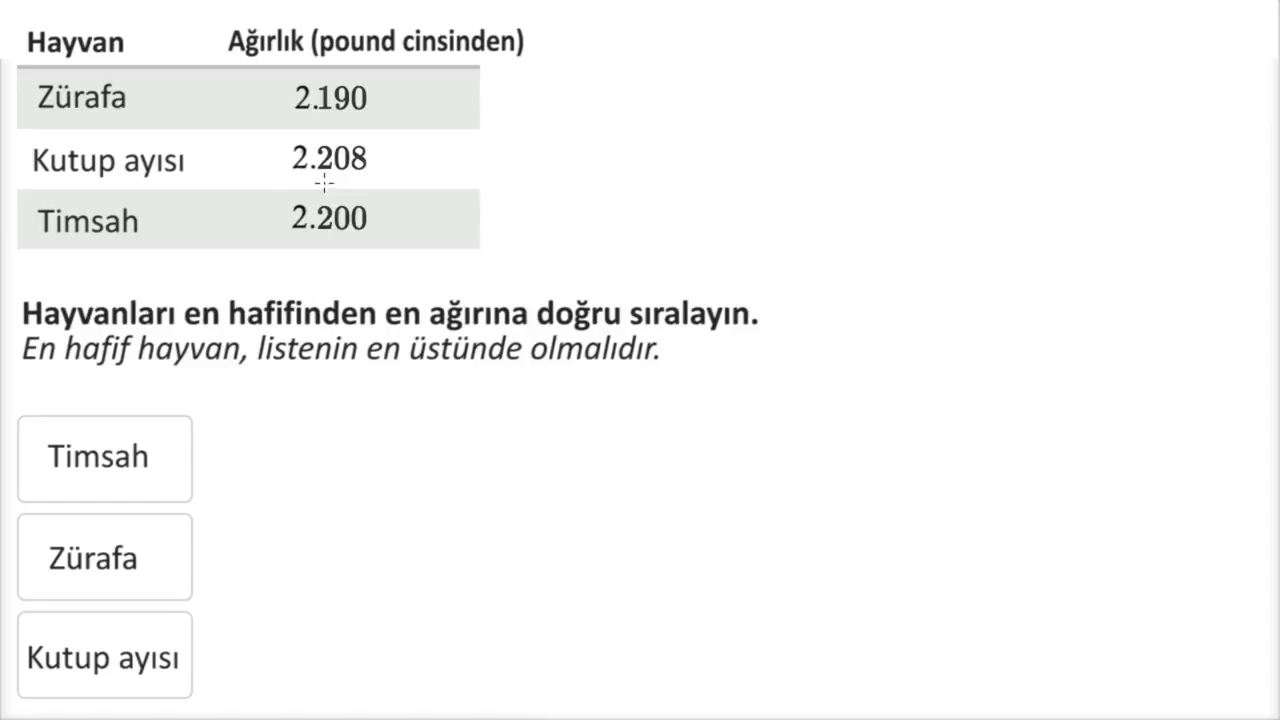 Hayvan Ağırlık (pound cinsinden)
Zürafa 2.190
Kutup ayısı 2.208
Timsah 2.200
Hayvanları en hafifinden en ağırına doğru sıralayın.
En hafif hayvan, listenin en üstünde olmalıdır.
Timsah
Zürafa
Kutup ayısı